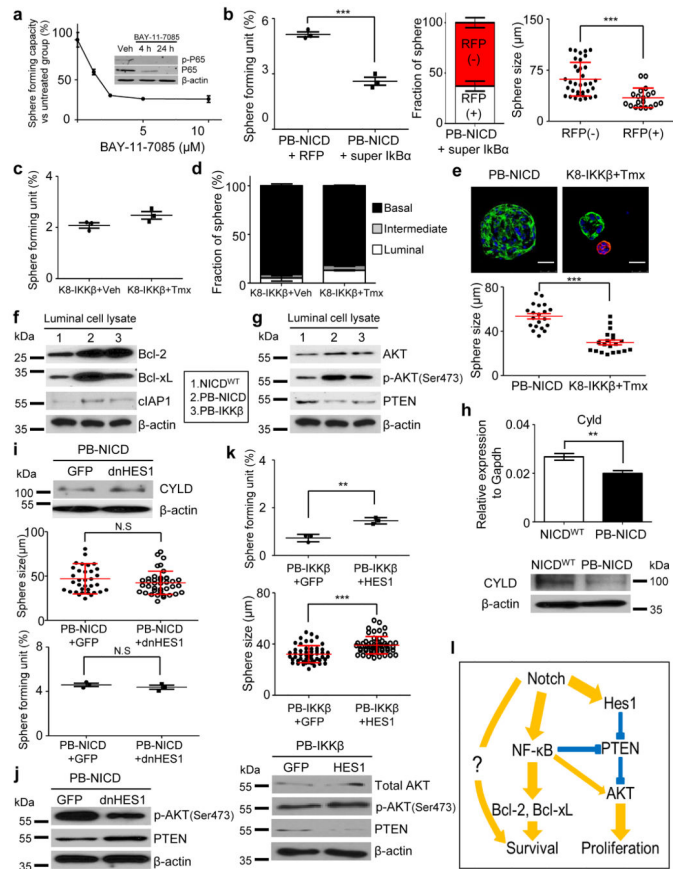 a
Sphere forming capacity
vs untreated group (%)
100
50
0
5
10
BAY-11-7085 (μM)
BAY-11-7085
Veh 4 h 24 h
p-P65
P65
β-actin
b
Sphere forming unit (%)
6
3
0
***
PB-NICD
+ RFP
PB-NICD
+ super IkBα
Fraction of sphere
100
50
0
RFP
(-)
RFP
(+)
PB-NICD
+ super IkBα
Sphere size (μm)
150
75
0
***
RFP(-)
RFP(+)
c
Sphere forming unit (%)
4
2
0
K8-IKKβ+Veh
K8-IKKβ+Tmx
d
Fraction of sphere
100
50
0
Basal
Intermediate
Luminal
K8-IKKβ+Veh
K8-IKKβ+Tmx
e
PB-NICD
K8-IKKβ+Tmx
Sphere size (μm)
100
50
0
***
PB-NICD
K8-IKKβ+Tmx
f
Luminal cell lysate
kDa
1 2 3
25
Bcl-2
35
Bcl-xL
55
cIAP1
35
β-actin
1.NICDWT
2.PB-NICD
3.PB-IKKβ
g
Luminal cell lysate
kDa
1 2 3
55
AKT
55
p-AKT(Ser473)
55
PTEN
35
β-actin
h
Cyld
Relative expression
to Gapdh
0.04
0.02
0
**
NICDWT
PB-NICD
NICDWT PB-NICD
kDa
CYLD
100
β-actin
35
i
PB-NICD
kDa
GFP dnHES1
100
CYLD
55
β-actin
Sphere size(μm)
100
50
0
N.S
PB-NICD
+GFP
PB-NICD
+dnHES1
Sphere forming unit (%)
8
4
0
N.S
PB-NICD
+GFP
PB-NICD
+dnHES1
j
PB-NICD
kDa
GFP dnHES1
55
p-AKT(Ser473)
55
PTEN
35
β-actin
k
Sphere forming unit (%)
4
2
0
**
PB-IKKβ
+GFP
PB-IKKβ
+HES1
Sphere size (μm)
80
40
0
***
PB-IKKβ
+GFP
PB-IKKβ
+HES1
PB-IKKβ
kDa
GFP HES1
55
Total AKT
55
p-AKT(Ser473)
55
PTEN
35
β-actin
l
Notch
Hes1
NF-κB
PTEN
?
AKT
Bcl-2, Bcl-xL
Survival
Proliferation